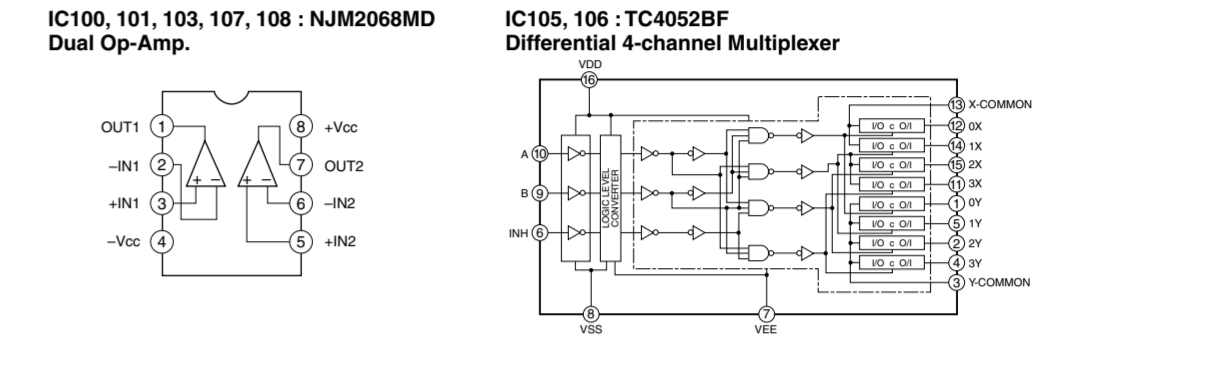 IC100, 101, 103, 107, 108 : NJM2068MD
Dual Op-Amp.
OUT1 1
–IN1 2
+IN1 3
–Vcc 4
8 +Vcc
7 OUT2
6 –IN2
5 +IN2
+ –
+ –
IC105, 106 : TC4052BF
Differential 4-channel Multiplexer
VDD
16
A 10
B 9
INH 6
LOGIC LEVEL
CONVERTER
I/O c O/I
I/O c O/I
I/O c O/I
I/O c O/I
I/O c O/I
I/O c O/I
I/O c O/I
I/O c O/I
13 X-COMMON
12 0X
14 1X
15 2X
11 3X
1 0Y
5 1Y
2 2Y
4 3Y
3 Y-COMMON
8
VSS
7
VEE